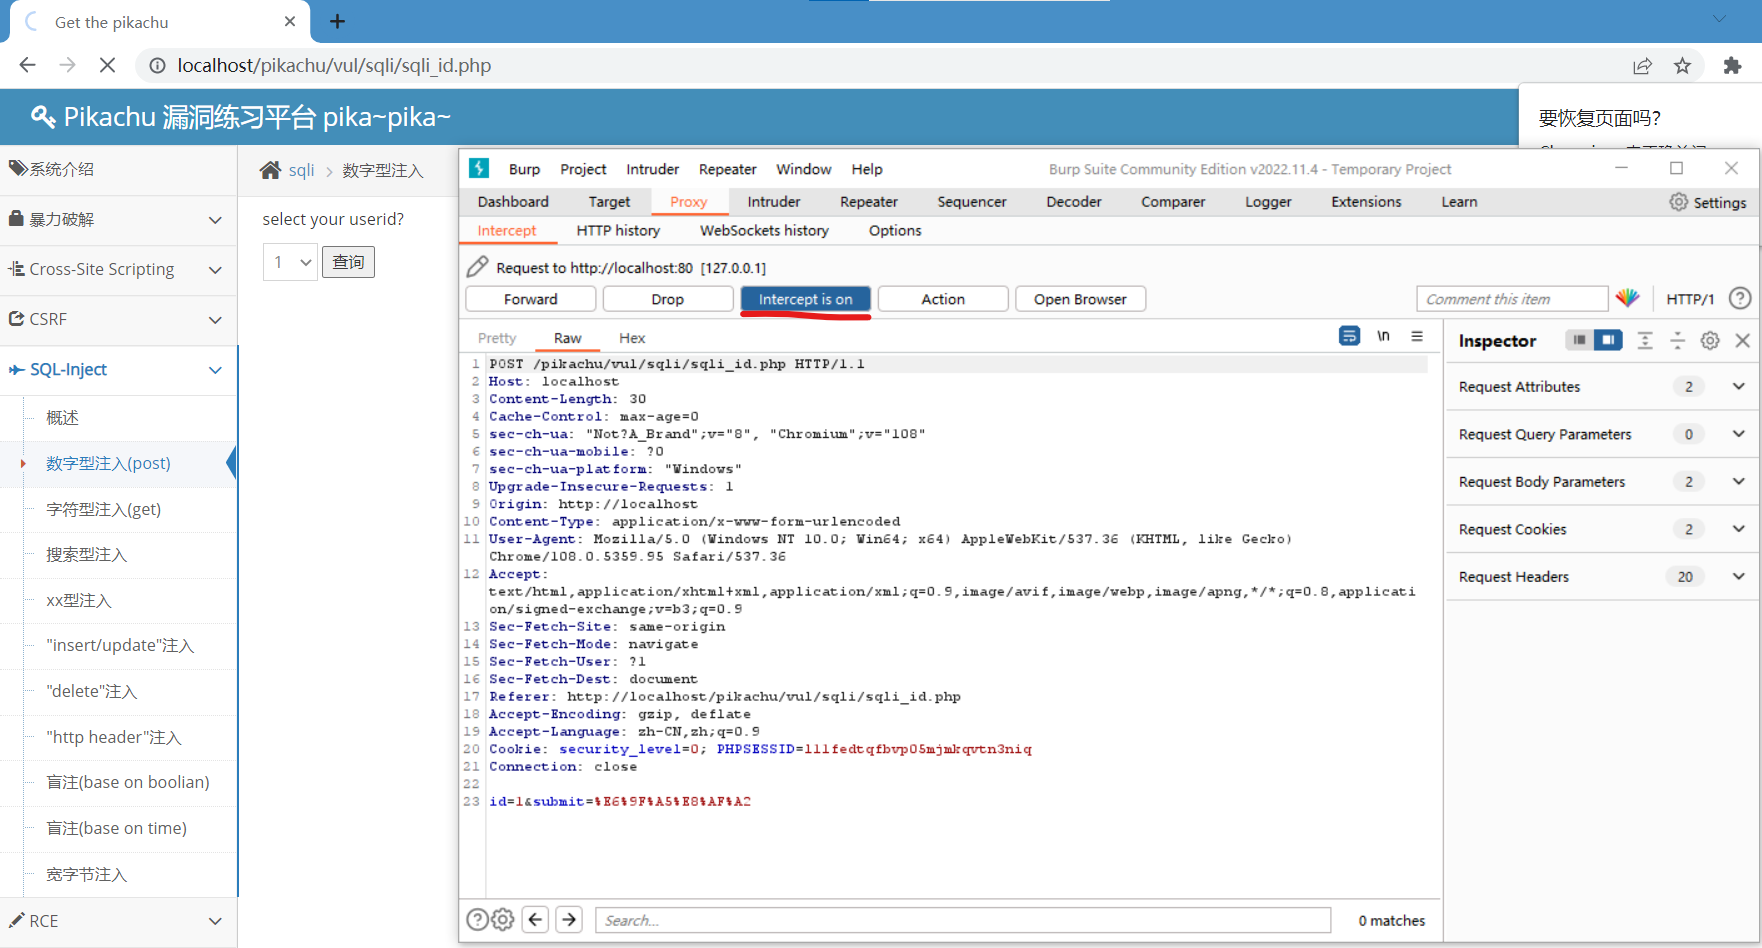 Get the pikachu
localhost/pikachu/vul/sqli/sqli_id.php
Pikachu 漏洞练习平台 pika~pika~
要恢复页面吗?
系统介绍
暴力破解
Cross-Site Scripting
CSRF
SQL-Inject
概述
数字型注入(post)
字符型注入(get)
搜索型注入
xx型注入
"insert/update"注入
"delete"注入
"http header"注入
盲注(base on boolian)
盲注(base on time)
宽字节注入
RCE
sqli > 数字型注入
select your userid?
1 查询
Burp Project Intruder Repeater Window Help Burp Suite Community Edition v2022.11.4 - Temporary Project
Dashboard Target Proxy Intruder Repeater Sequencer Decoder Comparer Logger Extensions Learn Settings
Intercept HTTP history WebSockets history Options
Request to http://localhost:80 [127.0.0.1]
Forward Drop Intercept is on Action Open Browser Comment this item HTTP/1 ?
Pretty Raw Hex \n
1 POST /pikachu/vul/sqli/sqli_id.php HTTP/1.1
2 Host: localhost
3 Content-Length: 30
4 Cache-Control: max-age=0
5 sec-ch-ua: "Not?A_Brand";v="8", "Chromium";v="108"
6 sec-ch-ua-mobile: ?0
7 sec-ch-ua-platform: "Windows"
8 Upgrade-Insecure-Requests: 1
9 Origin: http://localhost
10 Content-Type: application/x-www-form-urlencoded
11 User-Agent: Mozilla/5.0 (Windows NT 10.0; Win64; x64) AppleWebKit/537.36 (KHTML, like Gecko)
Chrome/108.0.5359.95 Safari/537.36
12 Accept:
text/html,application/xhtml+xml,application/xml;q=0.9,image/avif,image/webp,image/apng,*/*;q=0.8,applicati
on/signed-exchange;v=b3;q=0.9
13 Sec-Fetch-Site: same-origin
14 Sec-Fetch-Mode: navigate
15 Sec-Fetch-User: ?1
16 Sec-Fetch-Dest: document
17 Referer: http://localhost/pikachu/vul/sqli/sqli_id.php
18 Accept-Encoding: gzip, deflate
19 Accept-Language: zh-CN,zh;q=0.9
20 Cookie: security_level=0; PHPSESSID=
21 Connection: close
22
23 id=1&submit=%E6%9F%A5%E8%AF%A2
Inspector
Request Attributes 2
Request Query Parameters 0
Request Body Parameters 2
Request Cookies 2
Request Headers 20
? Search... 0 matches